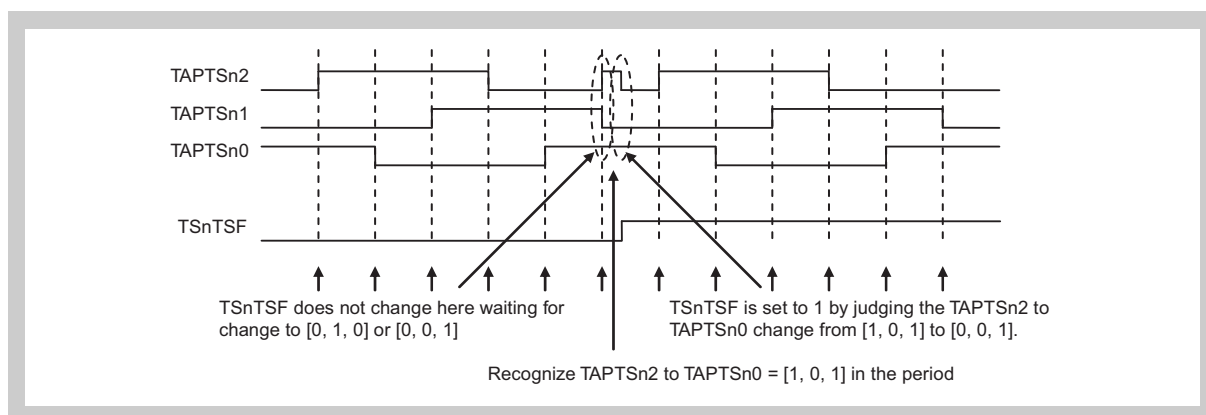 TAPTSn2
TAPTSn1
TAPTSn0
TSnTSF
TSnTSF does not change here waiting for
change to [0, 1, 0] or [0, 0, 1]
TSnTSF is set to 1 by judging the TAPTSn2 to
TAPTSn0 change from [1, 0, 1] to [0, 0, 1].
Recognize TAPTSn2 to TAPTSn0 = [1, 0, 1] in the period